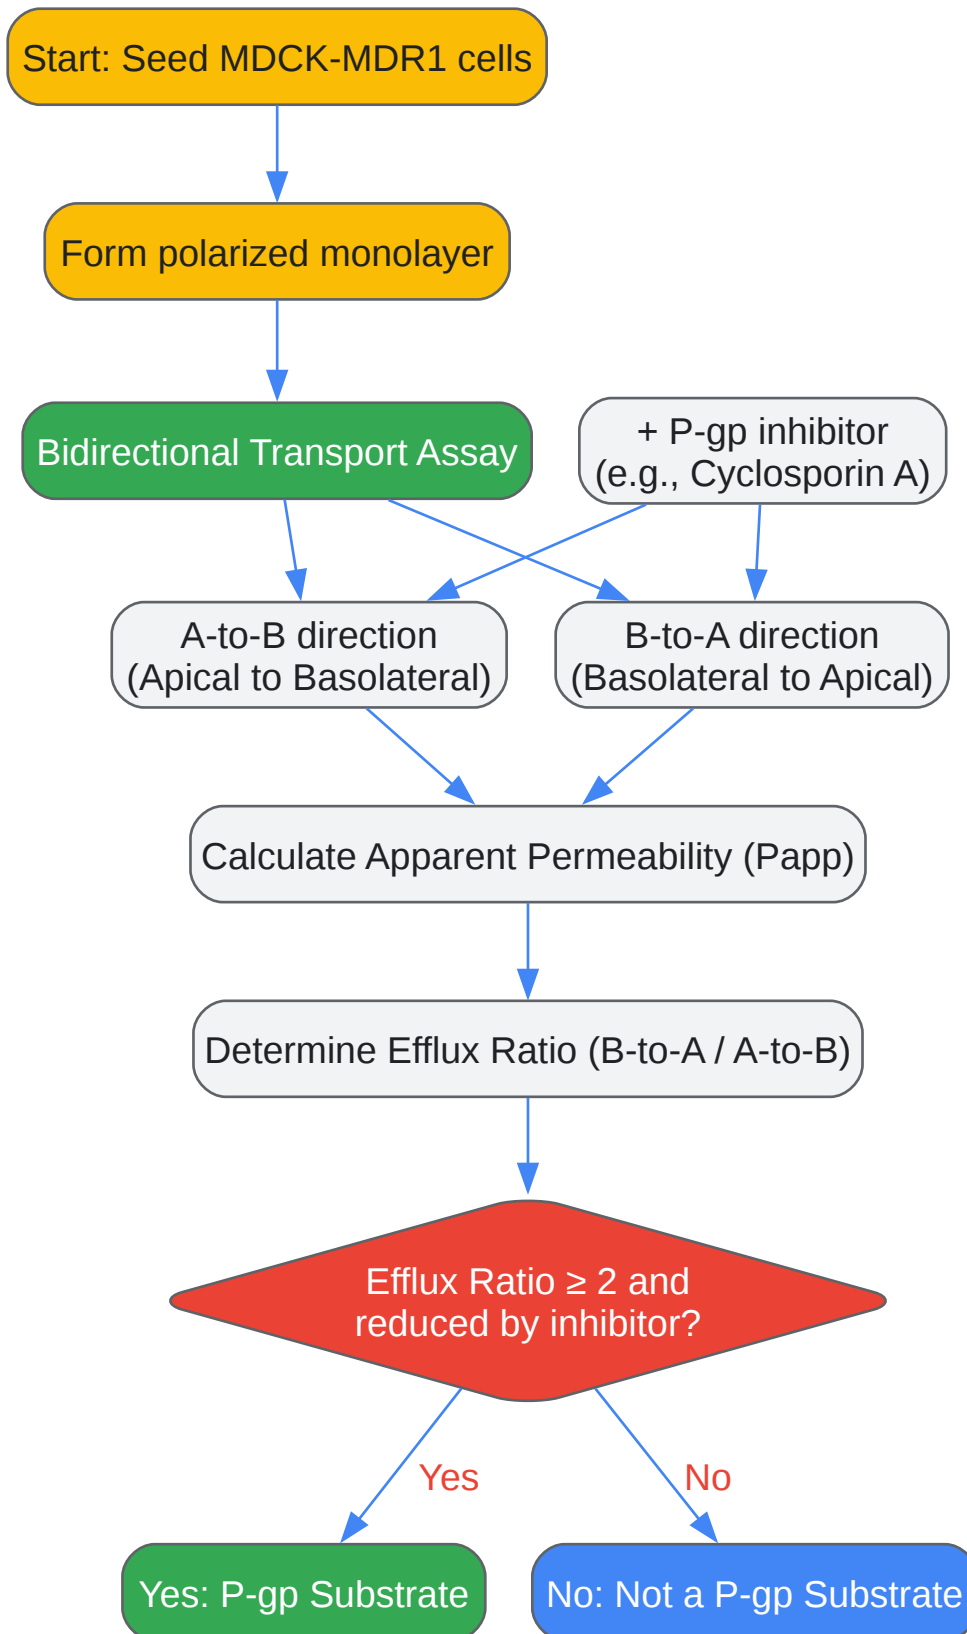 Start: Seed MDCK-MDR1 cells
Form polarized monolayer
Bidirectional Transport Assay
+ P-gp inhibitor
(e.g., Cyclosporin A)
A-to-B direction
(Apical to Basolateral)
B-to-A direction
(Basolateral to Apical)
Calculate Apparent Permeability (Papp)
Determine Efflux Ratio (B-to-A / A-to-B)
Efflux Ratio ≥ 2 and
reduced by inhibitor?
Yes
No
Yes: P-gp Substrate
No: Not a P-gp Substrate